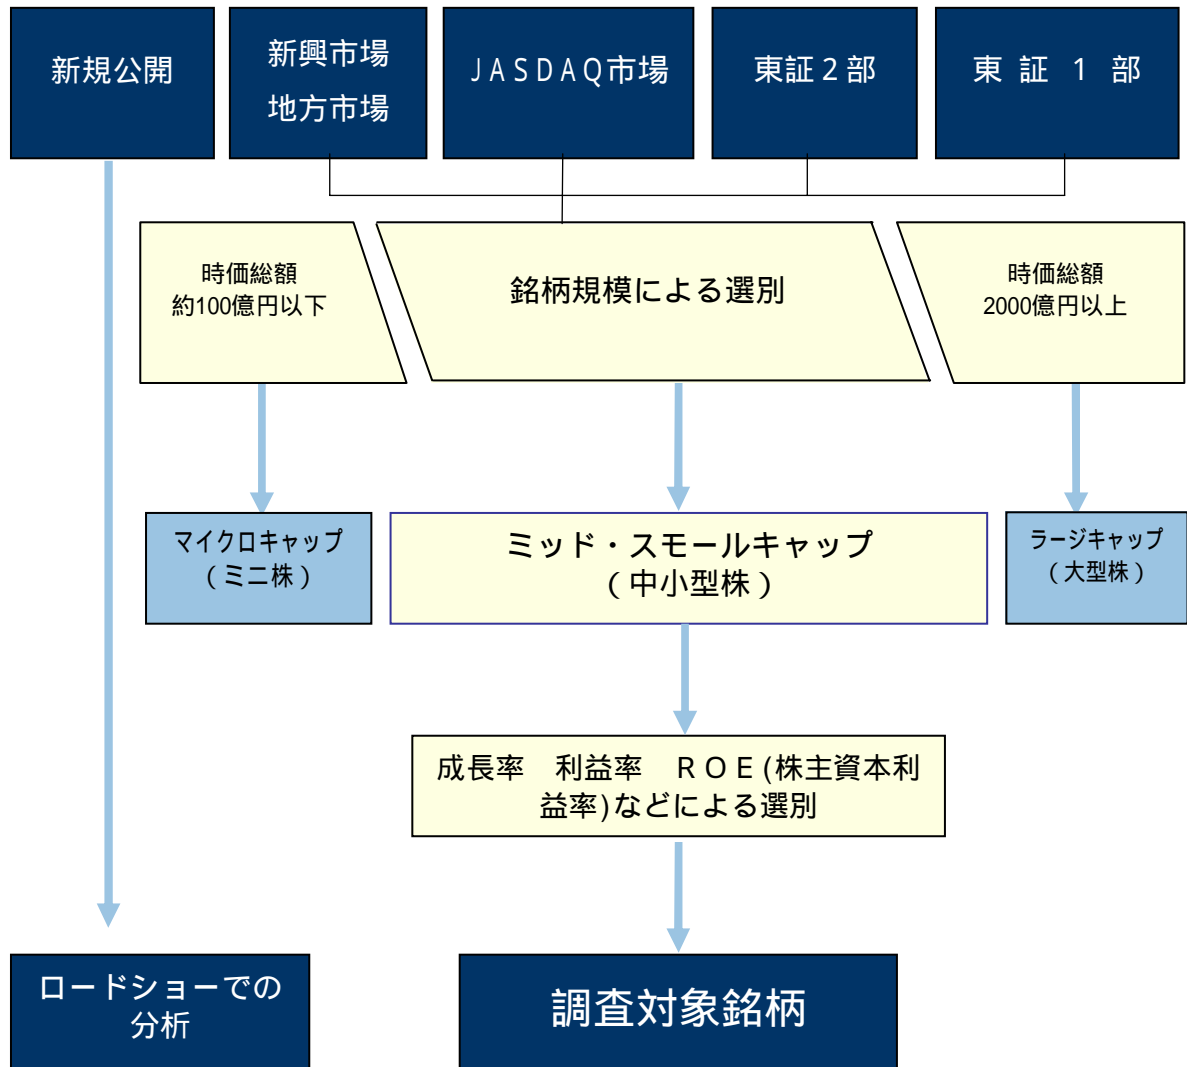 新規公開
新興市場
地方市場
JASDAQ市場
東証2部
東証1部
時価総額
約100億円以下
銘柄規模による選別
時価総額
2000億円以上
マイクロキャップ
(ミニ株)
ミッド・スモールキャップ
(中小型株)
ラージキャップ
(大型株)
成長率 利益率 ROE(株主資本利
益率)などによる選別
ロードショーでの
分析
調査対象銘柄